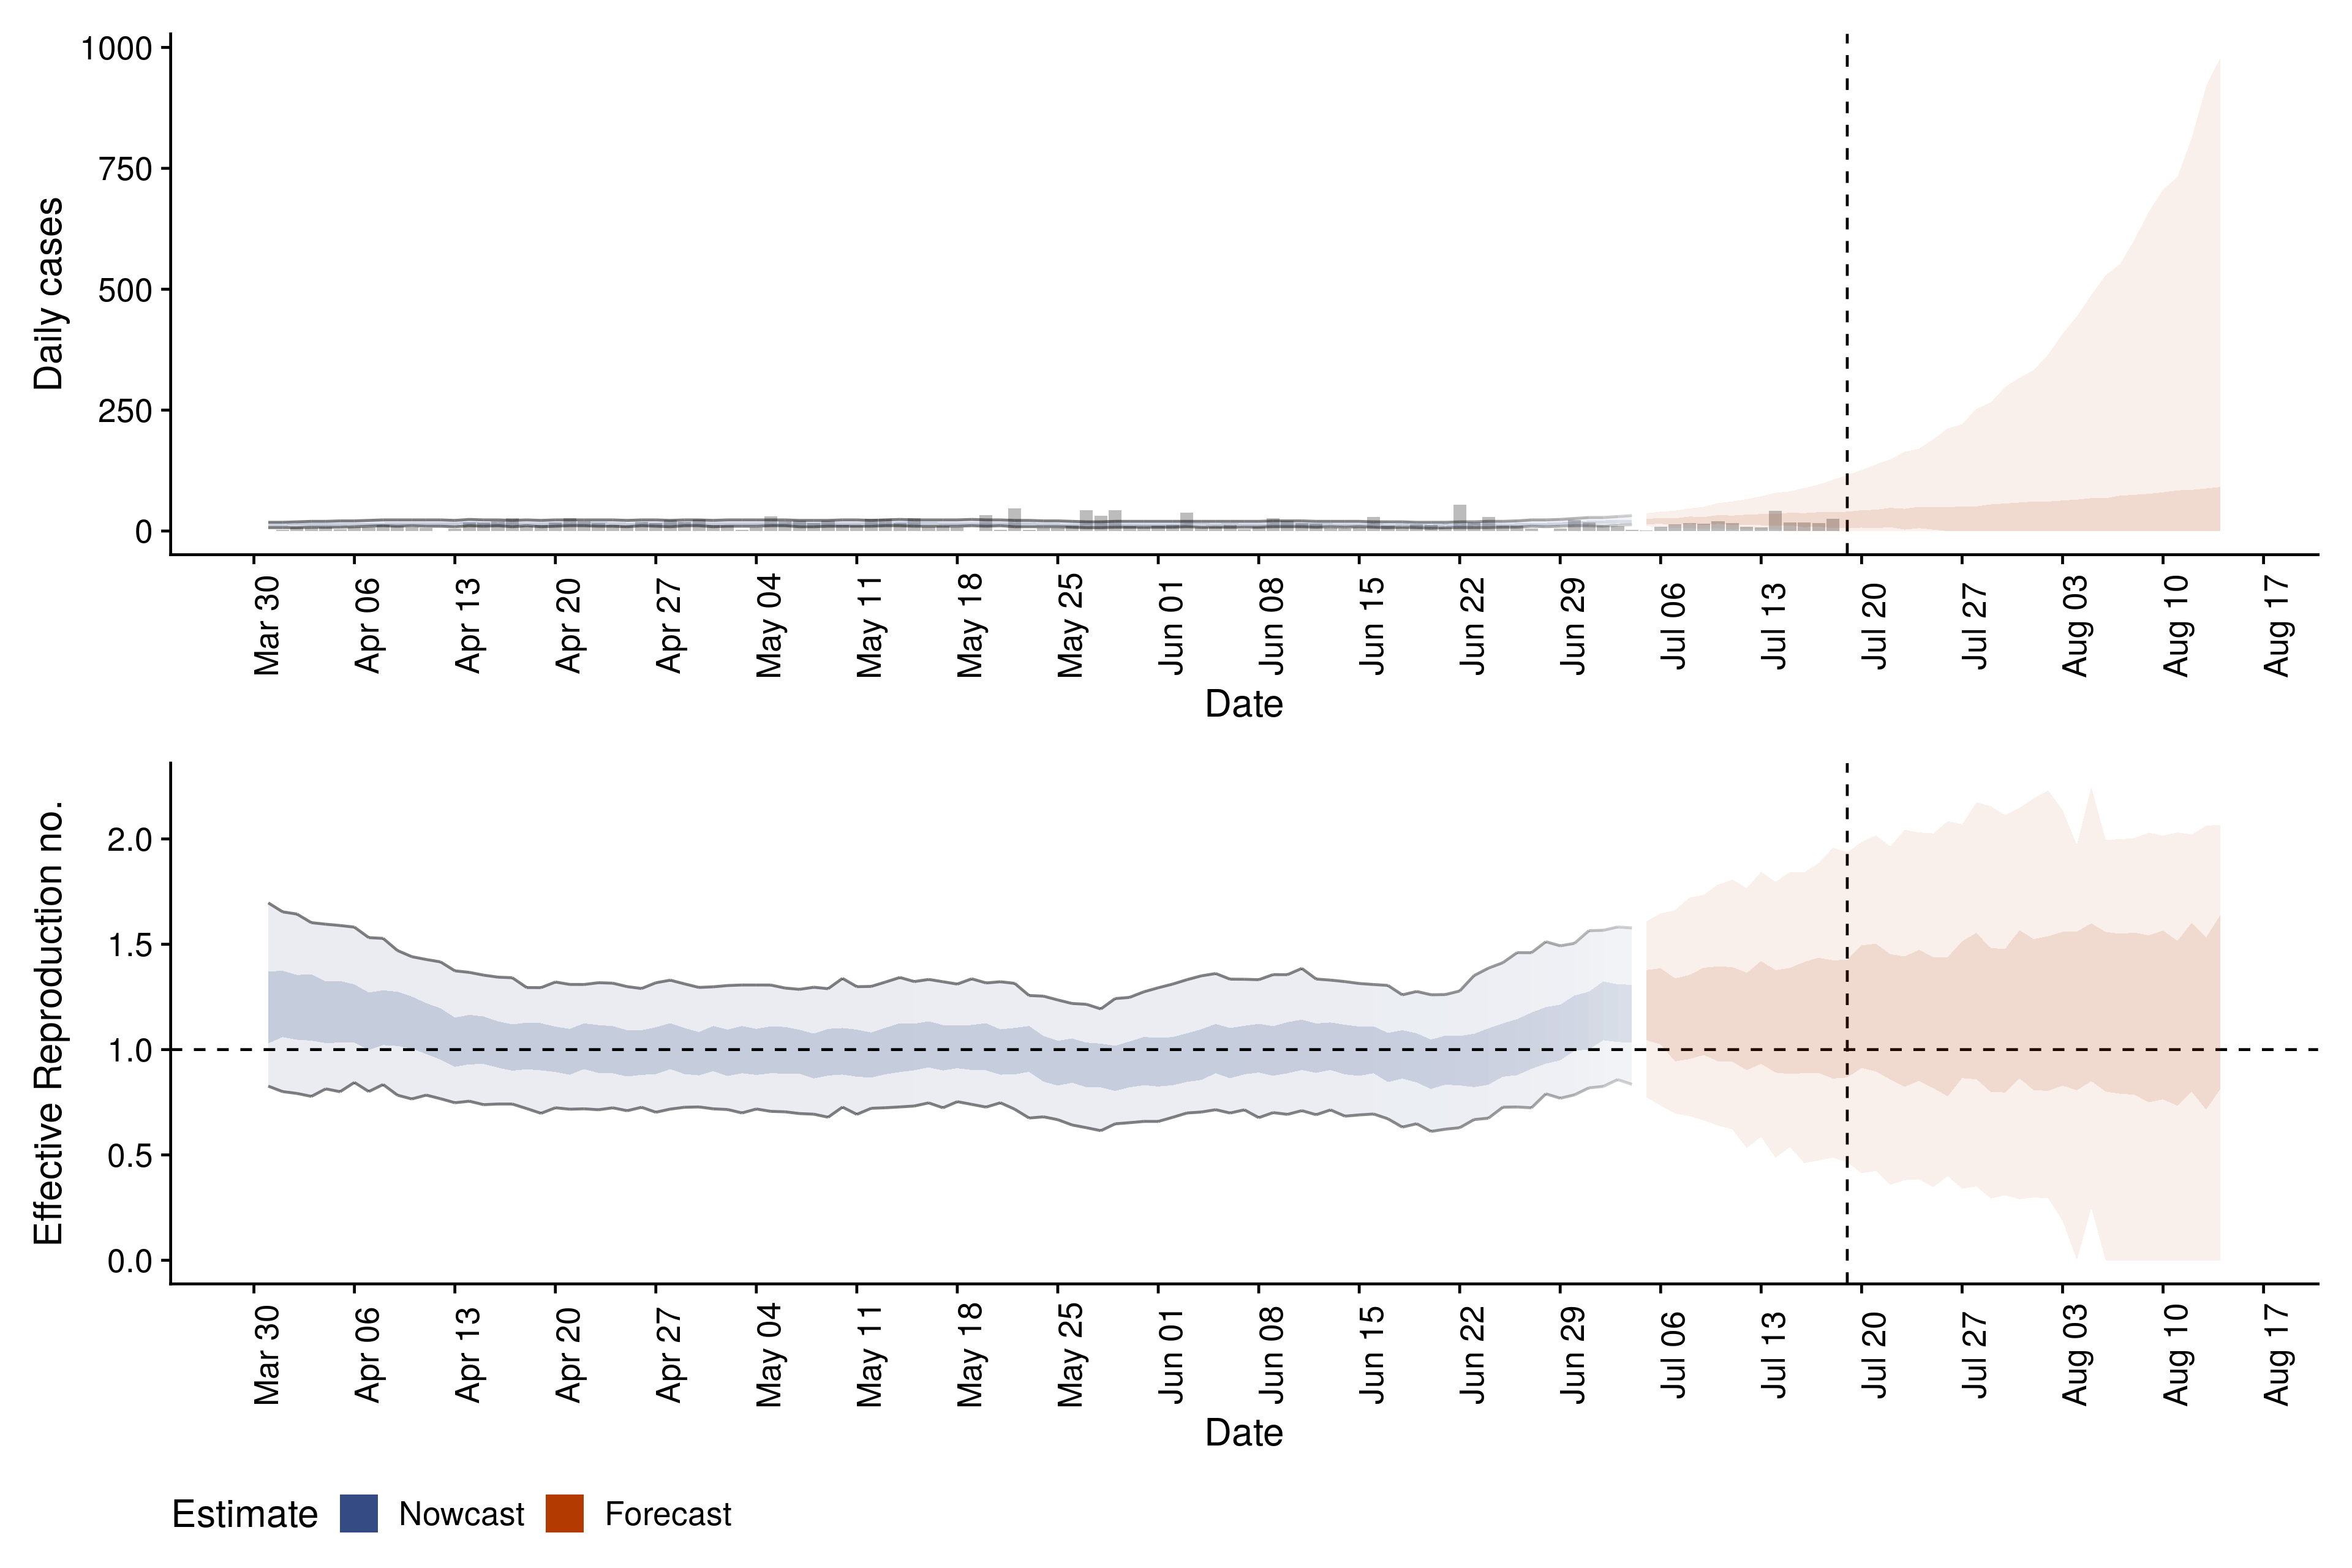 1000
750
500
250
0
Daily cases
Mar 30 Apr 06 Apr 13 Apr 20 Apr 27 May 04 May 11 May 18 May 25 Jun 01 Jun 08 Jun 15 Jun 22 Jun 29 Jul 06 Jul 13 Jul 20 Jul 27 Aug 03 Aug 10 Aug 17
Date
2.0
1.5
1.0
0.5
0.0
Effective Reproduction no.
Mar 30 Apr 06 Apr 13 Apr 20 Apr 27 May 04 May 11 May 18 May 25 Jun 01 Jun 08 Jun 15 Jun 22 Jun 29 Jul 06 Jul 13 Jul 20 Jul 27 Aug 03 Aug 10 Aug 17
Date
Estimate Nowcast Forecast